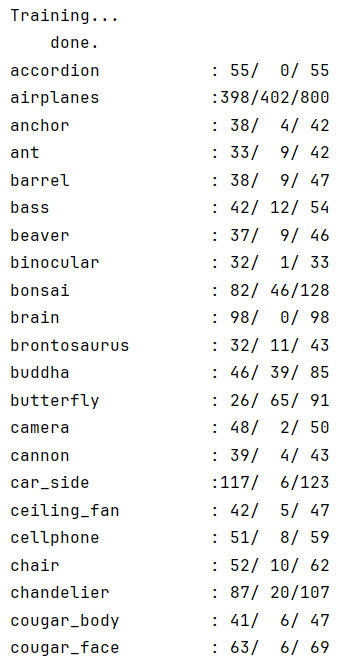 Training...
    done.
accordion           : 55/  0/ 55
airplanes           :398/402/800
anchor              : 38/  4/ 42
ant                 : 33/  9/ 42
barrel              : 38/  9/ 47
bass                : 42/ 12/ 54
beaver              : 37/  9/ 46
binocular           : 32/  1/ 33
bonsai              : 82/ 46/128
brain               : 98/  0/ 98
brontosaurus        : 32/ 11/ 43
buddha              : 46/ 39/ 85
butterfly           : 26/ 65/ 91
camera              : 48/  2/ 50
cannon              : 39/  4/ 43
car_side            :117/  6/123
ceiling_fan         : 42/  5/ 47
cellphone           : 51/  8/ 59
chair               : 52/ 10/ 62
chandelier          : 87/ 20/107
cougar_body         : 41/  6/ 47
cougar_face         : 63/  6/ 69